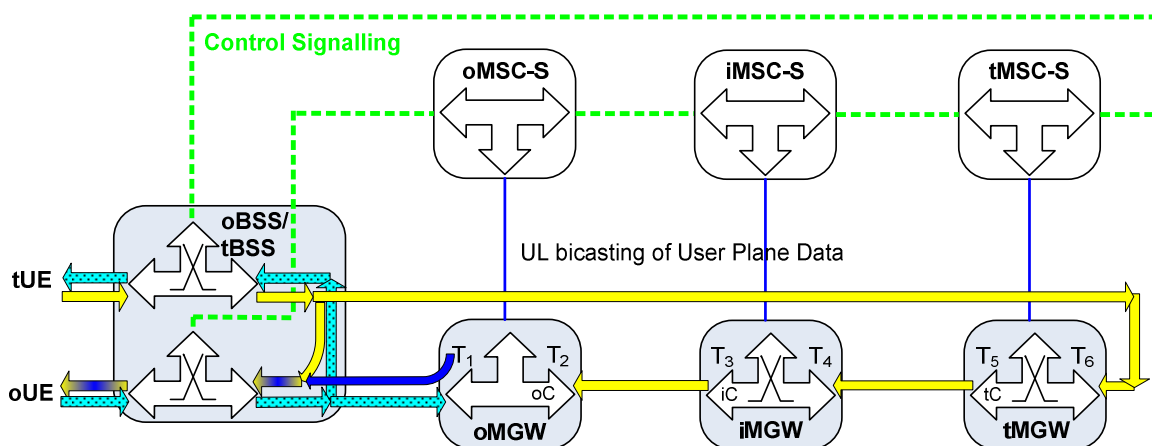 Control Signalling
oMSC-S
iMSC-S
tMSC-S
oBSS/
tBSS
UL bicasting of User Plane Data
tUE
oUE
T1
T2
T3
T4
T5
T6
oC
iC
tC
oMGW
iMGW
tMGW